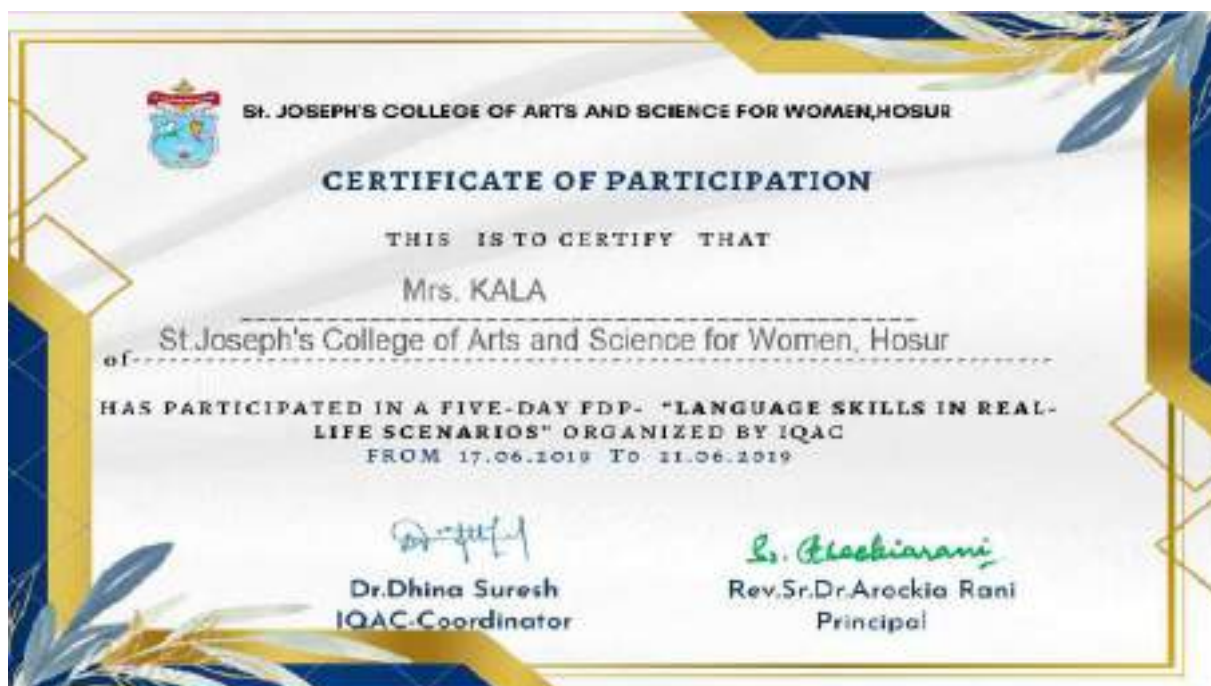 St. JOSEPH'S COLLEGE OF ARTS AND SCIENCE FOR WOMEN,HOSUR
CERTIFICATE OF PARTICIPATION
THIS IS TO CERTIFY THAT
Mrs. KALA
of St.Joseph's College of Arts and Science for Women, Hosur
HAS PARTICIPATED IN A FIVE-DAY FDP- "LANGUAGE SKILLS IN REAL-
LIFE SCENARIOS" ORGANIZED BY IQAC
FROM 17.06.2019 TO 21.06.2019
Dr.Dhina Suresh
IQAC-Coordinator
Rev.Sr.Dr.Arockia Rani
Principal